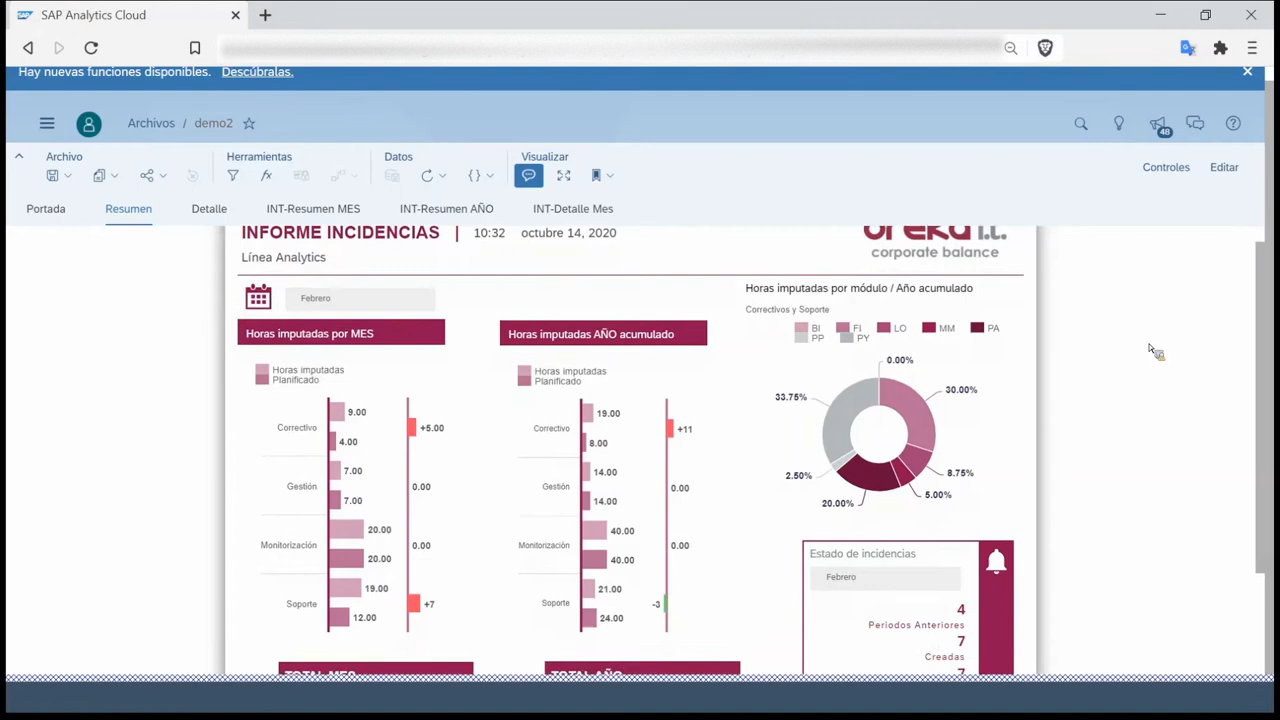 SAP Analytics Cloud
Hay nuevas funciones disponibles. Descúbralas.
Archivos / demo2
48
Archivo
Herramientas
Datos
Visualizar
Controles
Editar
Portada
Resumen
Detalle
INT-Resumen MES
INT-Resumen AÑO
INT-Detalle Mes
INFORME INCIDENCIAS | 10:32 octubre 14, 2020
Línea Analytics
corporate balance
Febrero
Horas imputadas por MES
Horas imputadas
Planificado
Correctivo
9.00
4.00
+5.00
Gestión
7.00
7.00
0.00
Monitorización
20.00
20.00
0.00
Soporte
19.00
12.00
+7
TOTAL MES
Horas imputadas AÑO acumulado
Horas imputadas
Planificado
Correctivo
19.00
8.00
+11
Gestión
14.00
14.00
0.00
Monitorización
40.00
40.00
0.00
Soporte
21.00
24.00
-3
TOTAL AÑO
Horas imputadas por módulo / Año acumulado
Correctivos y Soporte
BI FI LO MM PA
PP PY
0.00%
30.00%
8.75%
5.00%
20.00%
2.50%
33.75%
Estado de incidencias
Febrero
4
Periodos Anteriores
7
Creadas